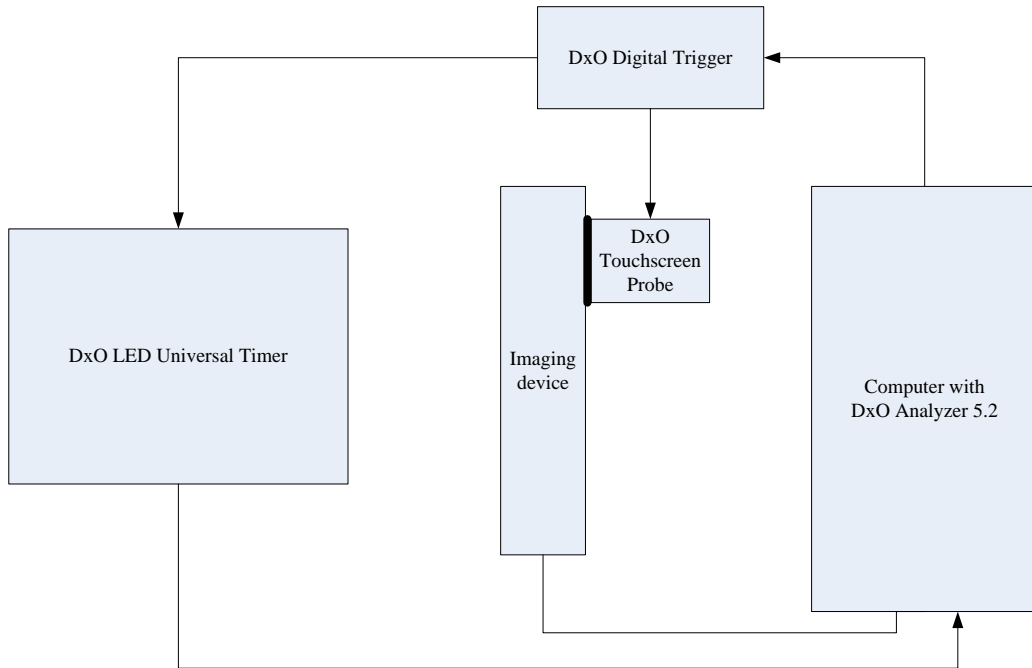 DxO Digital Trigger
DxO
Touchscreen
Probe
DxO LED Universal Timer
Imaging
device
Computer with
DxO Analyzer 5.2